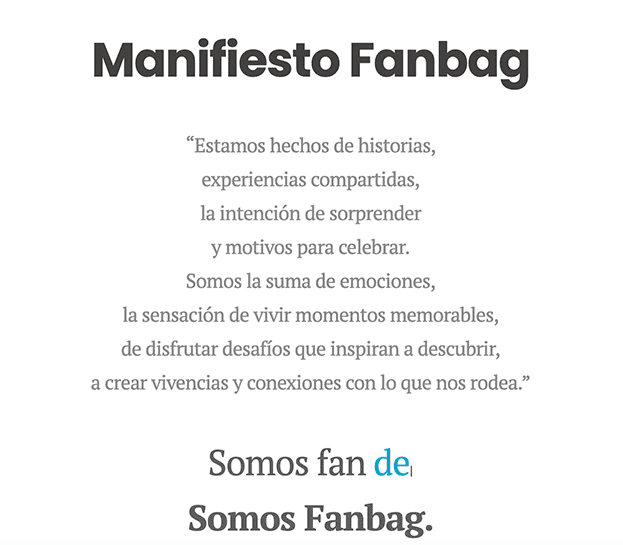 Manifiesto Fanbag
“Estamos hechos de historias,
experiencias compartidas,
la intención de sorprender
y motivos para celebrar.
Somos la suma de emociones,
la sensación de vivir momentos memorables,
de disfrutar desafíos que inspiran a descubrir,
a crear vivencias y conexiones con lo que nos rodea.”
Somos fan de
Somos Fanbag.